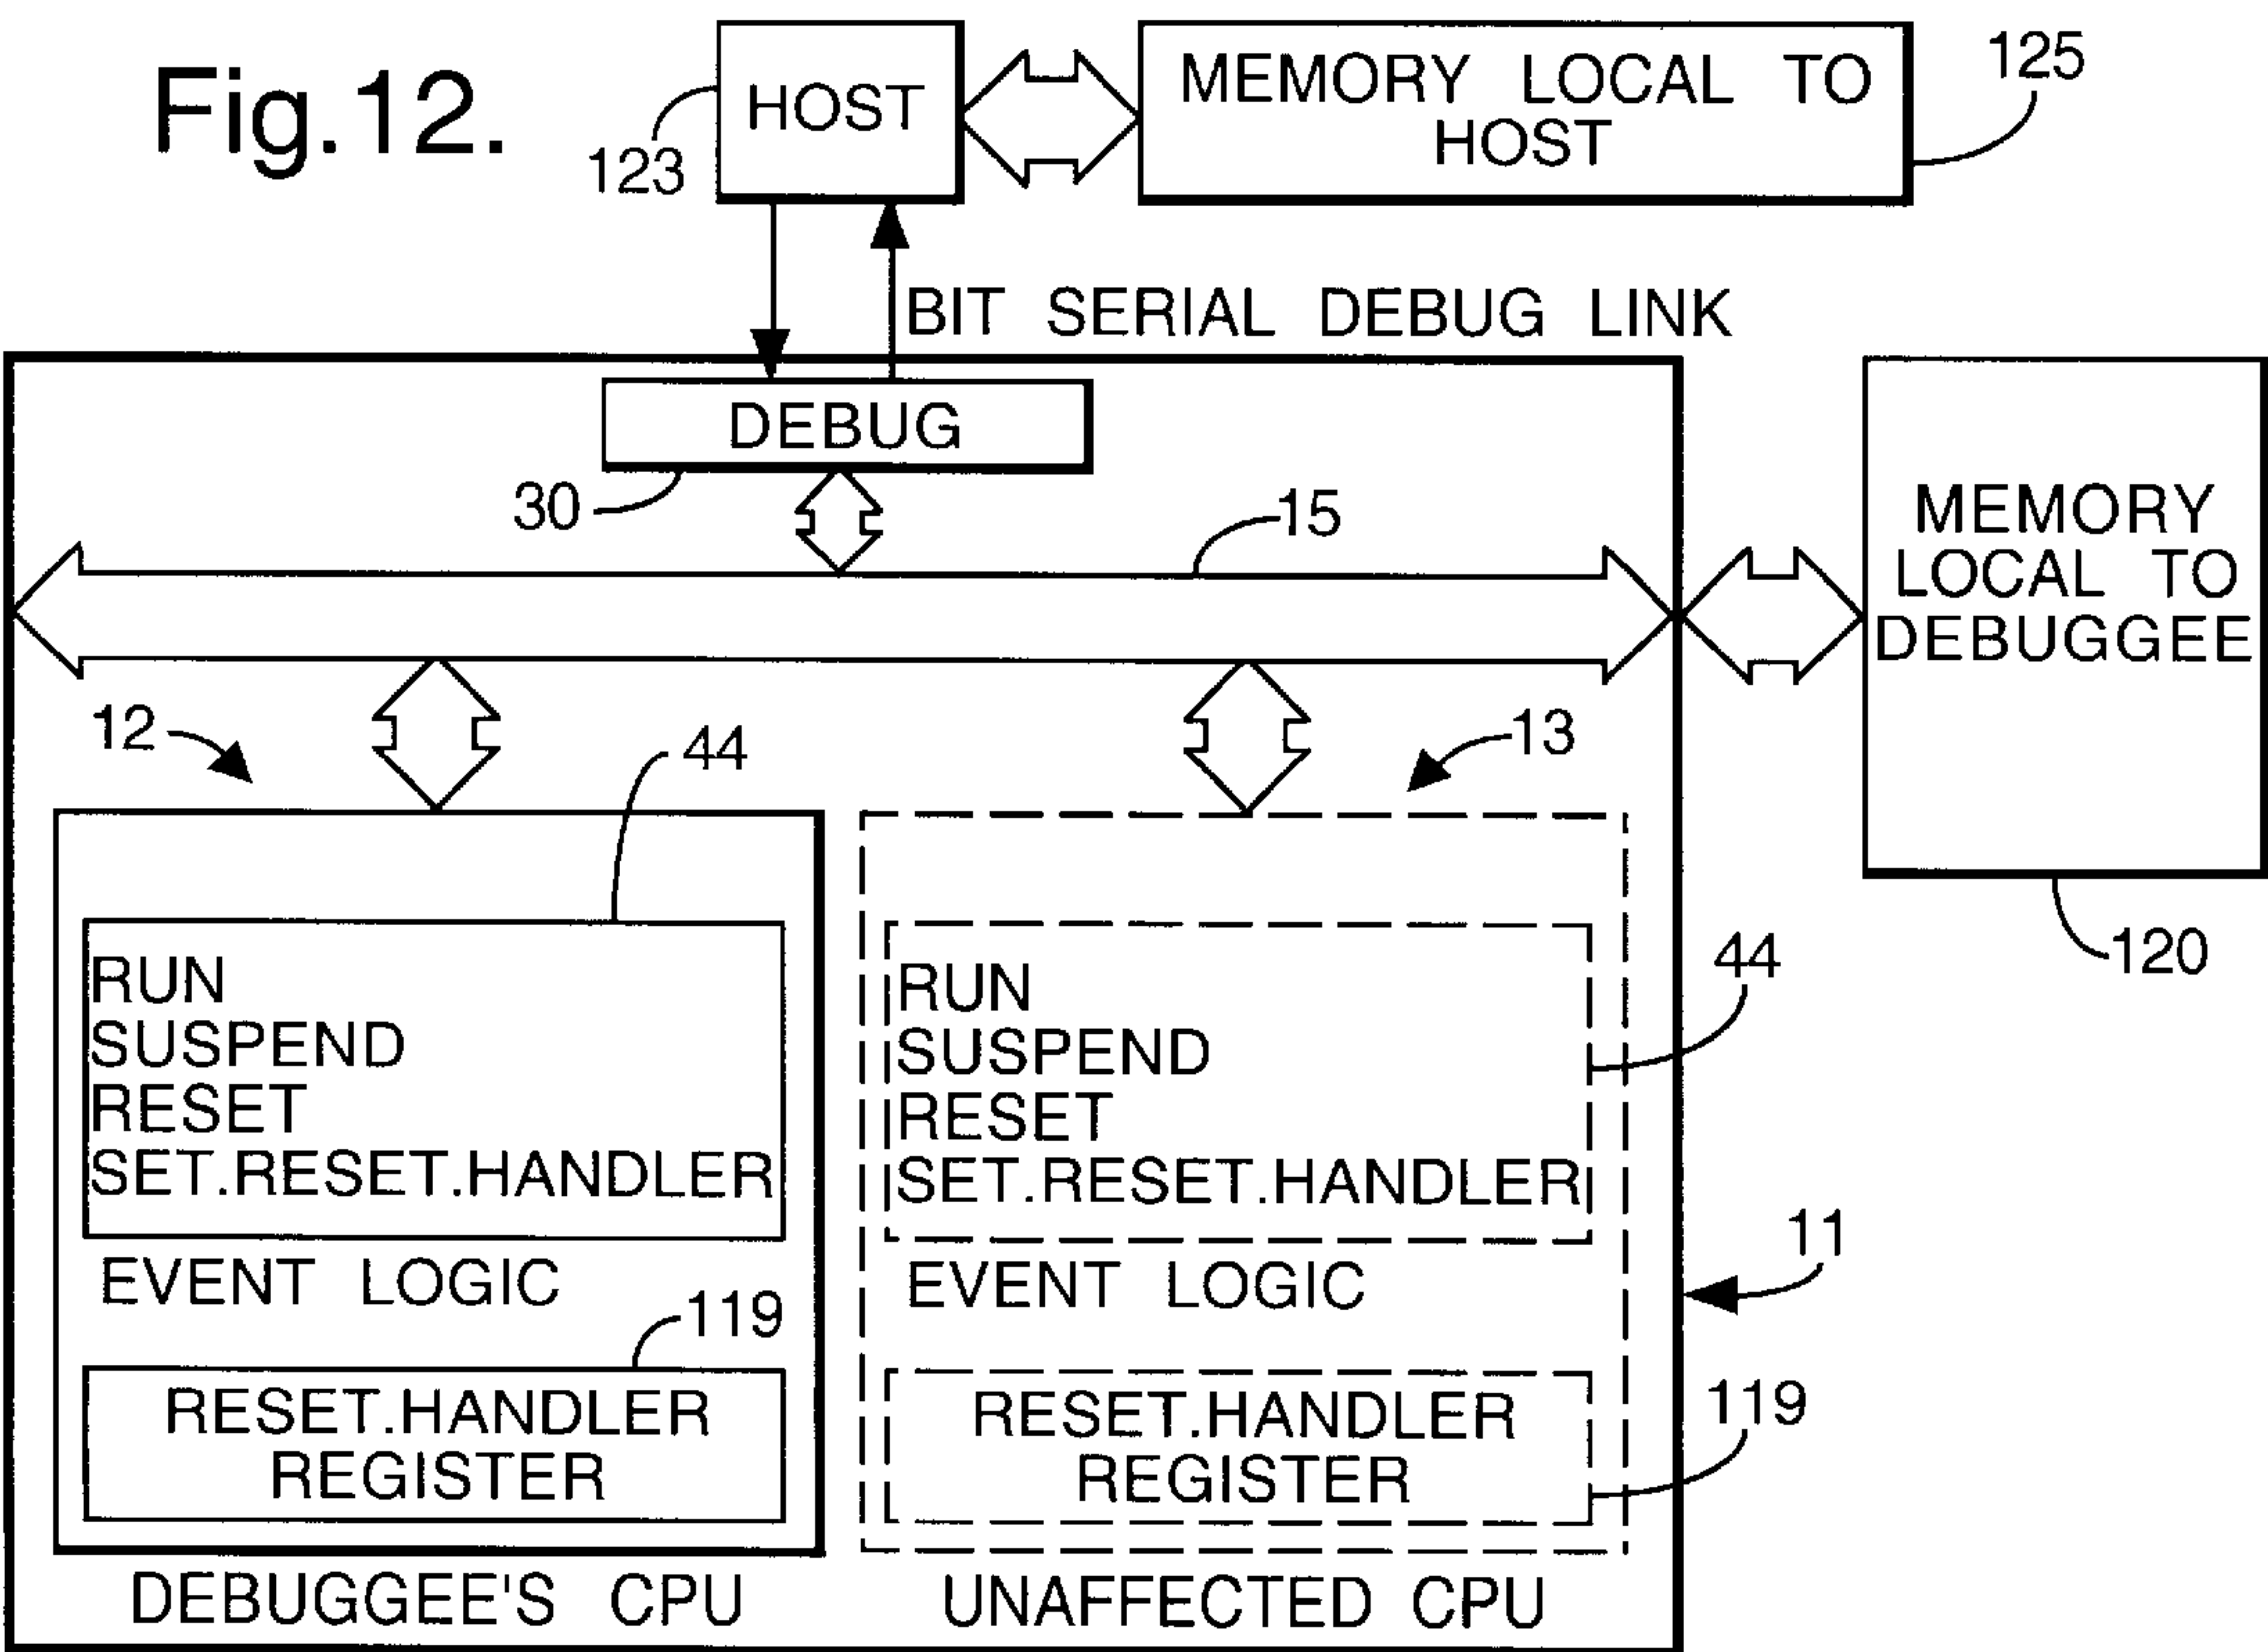 Fig.12.
HOST
MEMORY LOCAL TO
HOST
125
123
BIT SERIAL DEBUG LINK
DEBUG
30
15
MEMORY
LOCAL TO
DEBUGGEE
12
44
13
120
RUN
SUSPEND
RESET
SET.RESET.HANDLER
EVENT LOGIC
119
RESET.HANDLER
REGISTER
DEBUGGEE'S CPU
RUN
SUSPEND
RESET
SET.RESET.HANDLER
44
EVENT LOGIC
11
RESET.HANDLER
REGISTER
119
UNAFFECTED CPU